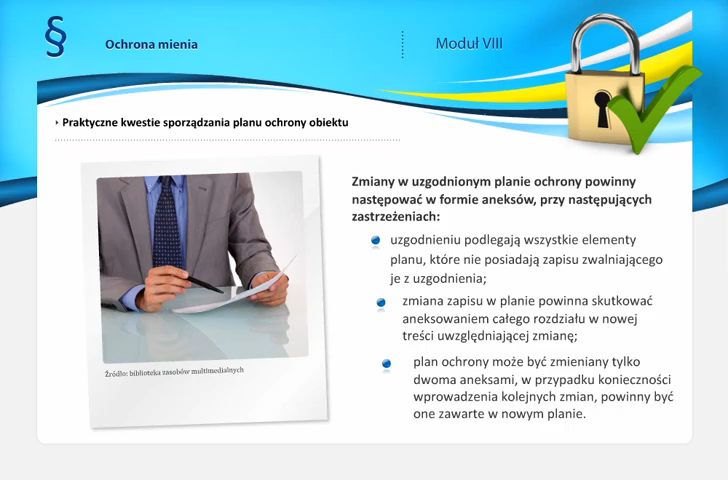 §
Ochrona mienia
Moduł VIII
Praktyczne kwestie sporządzania planu ochrony obiektu
Zmiany w uzgodnionym planie ochrony powinny
następować w formie aneksów, przy następujących
zastrzeżeniach:
uzgodnieniu podlegają wszystkie elementy
planu, które nie posiadają zapisu zwalniającego
je z uzgodnienia;
zmiana zapisu w planie powinna skutkować
aneksowaniem całego rozdziału w nowej
treści uwzględniającej zmianę;
plan ochrony może być zmieniany tylko
dwoma aneksami, w przypadku konieczności
wprowadzenia kolejnych zmian, powinny być
one zawarte w nowym planie.
Źródło: biblioteka zasobów multimedialnych